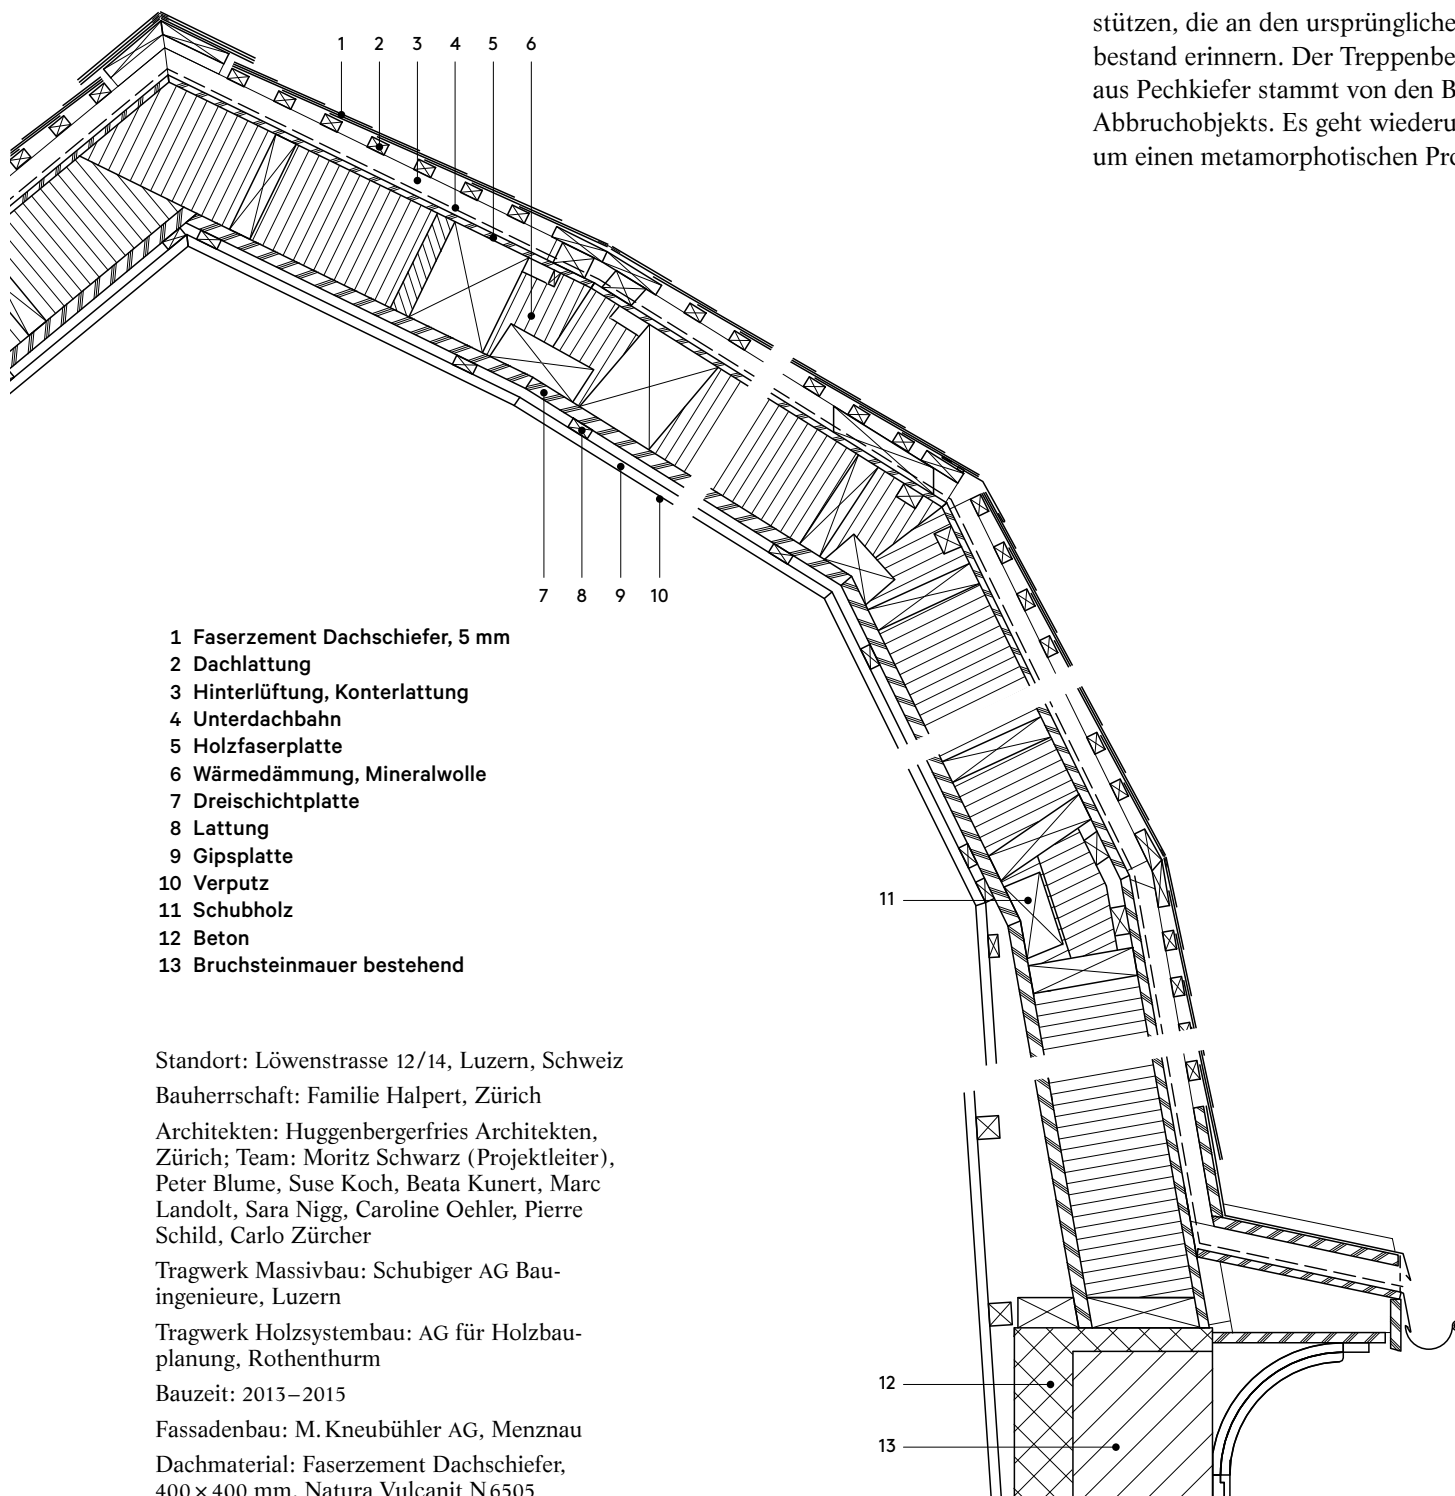 stützen, die an den ursprüngliche
bestand erinnern. Der Treppenbe
aus Pechkiefer stammt von den B
Abbruchobjekts. Es geht wiederu
um einen metamorphotischen Pro
1 2 3 4 5 6
7 8 9 10
1 Faserzement Dachschiefer, 5 mm
2 Dachlattung
3 Hinterlüftung, Konterlattung
4 Unterdachbahn
5 Holzfaserplatte
6 Wärmedämmung, Mineralwolle
7 Dreischichtplatte
8 Lattung
9 Gipsplatte
10 Verputz
11 Schubholz
12 Beton
13 Bruchsteinmauer bestehend
11
12
13
Standort: Löwenstrasse 12/14, Luzern, Schweiz
Bauherrschaft: Familie Halpert, Zürich
Architekten: Huggenbergerfries Architekten,
Zürich; Team: Moritz Schwarz (Projektleiter),
Peter Blume, Suse Koch, Beata Kunert, Marc
Landolt, Sara Nigg, Caroline Oehler, Pierre
Schild, Carlo Zürcher
Tragwerk Massivbau: Schubiger AG Bau-
ingenieure, Luzern
Tragwerk Holzsystembau: AG für Holzbau-
planung, Rothenthurm
Bauzeit: 2013–2015
Fassadenbau: M. Kneubühler AG, Menznau
Dachmaterial: Faserzement Dachschiefer,
400 × 400 mm, Natura Vulcanit N 6505